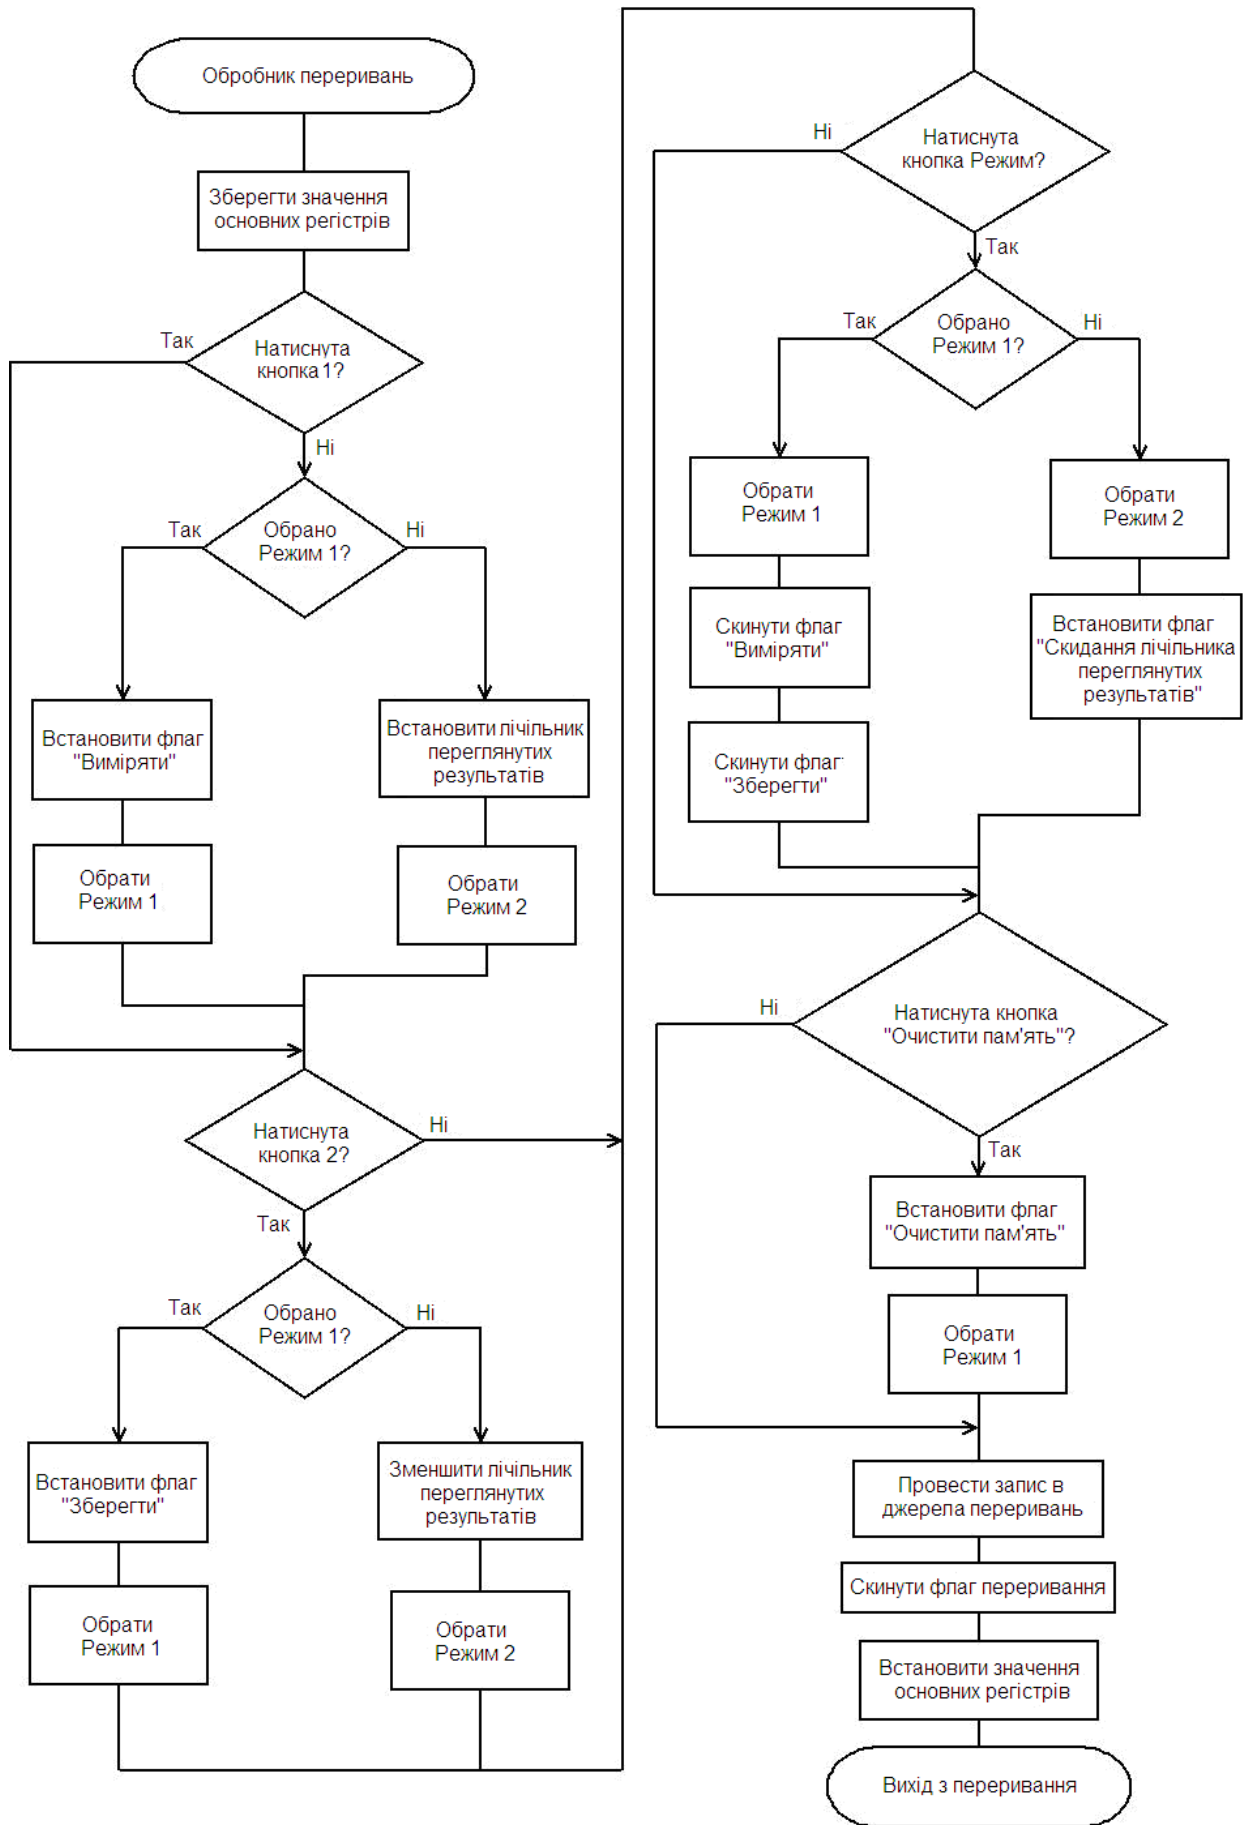 Обробник переривань
Зберегти значення
основних регістрів
Так
Натиснута
кнопка 1?
Ні
Так
Обрано
Режим 1?
Ні
Встановити флаг
"Виміряти"
Встановити лічільник
переглянутих
результатів
Обрати
Режим 1
Обрати
Режим 2
Натиснута
кнопка 2?
Ні
Так
Так
Обрано
Режим 1?
Ні
Встановити флаг
"Зберегти"
Зменшити лічільник
переглянутих
результатів
Обрати
Режим 1
Обрати
Режим 2
Ні
Натиснута
кнопка Режим?
Так
Так
Обрано
Режим 1?
Ні
Обрати
Режим 1
Обрати
Режим 2
Скинути флаг
"Виміряти"
Встановити флаг
"Скидання лічільника
переглянутих
результатів"
Скинути флаг
"Зберегти"
Ні
Натиснута кнопка
"Очистити пам'ять"?
Так
Встановити флаг
"Очистити пам'ять"
Обрати
Режим 1
Провести запис в
джерела переривань
Скинути флаг переривання
Встановити значення
основних регістрів
Вихід з переривання